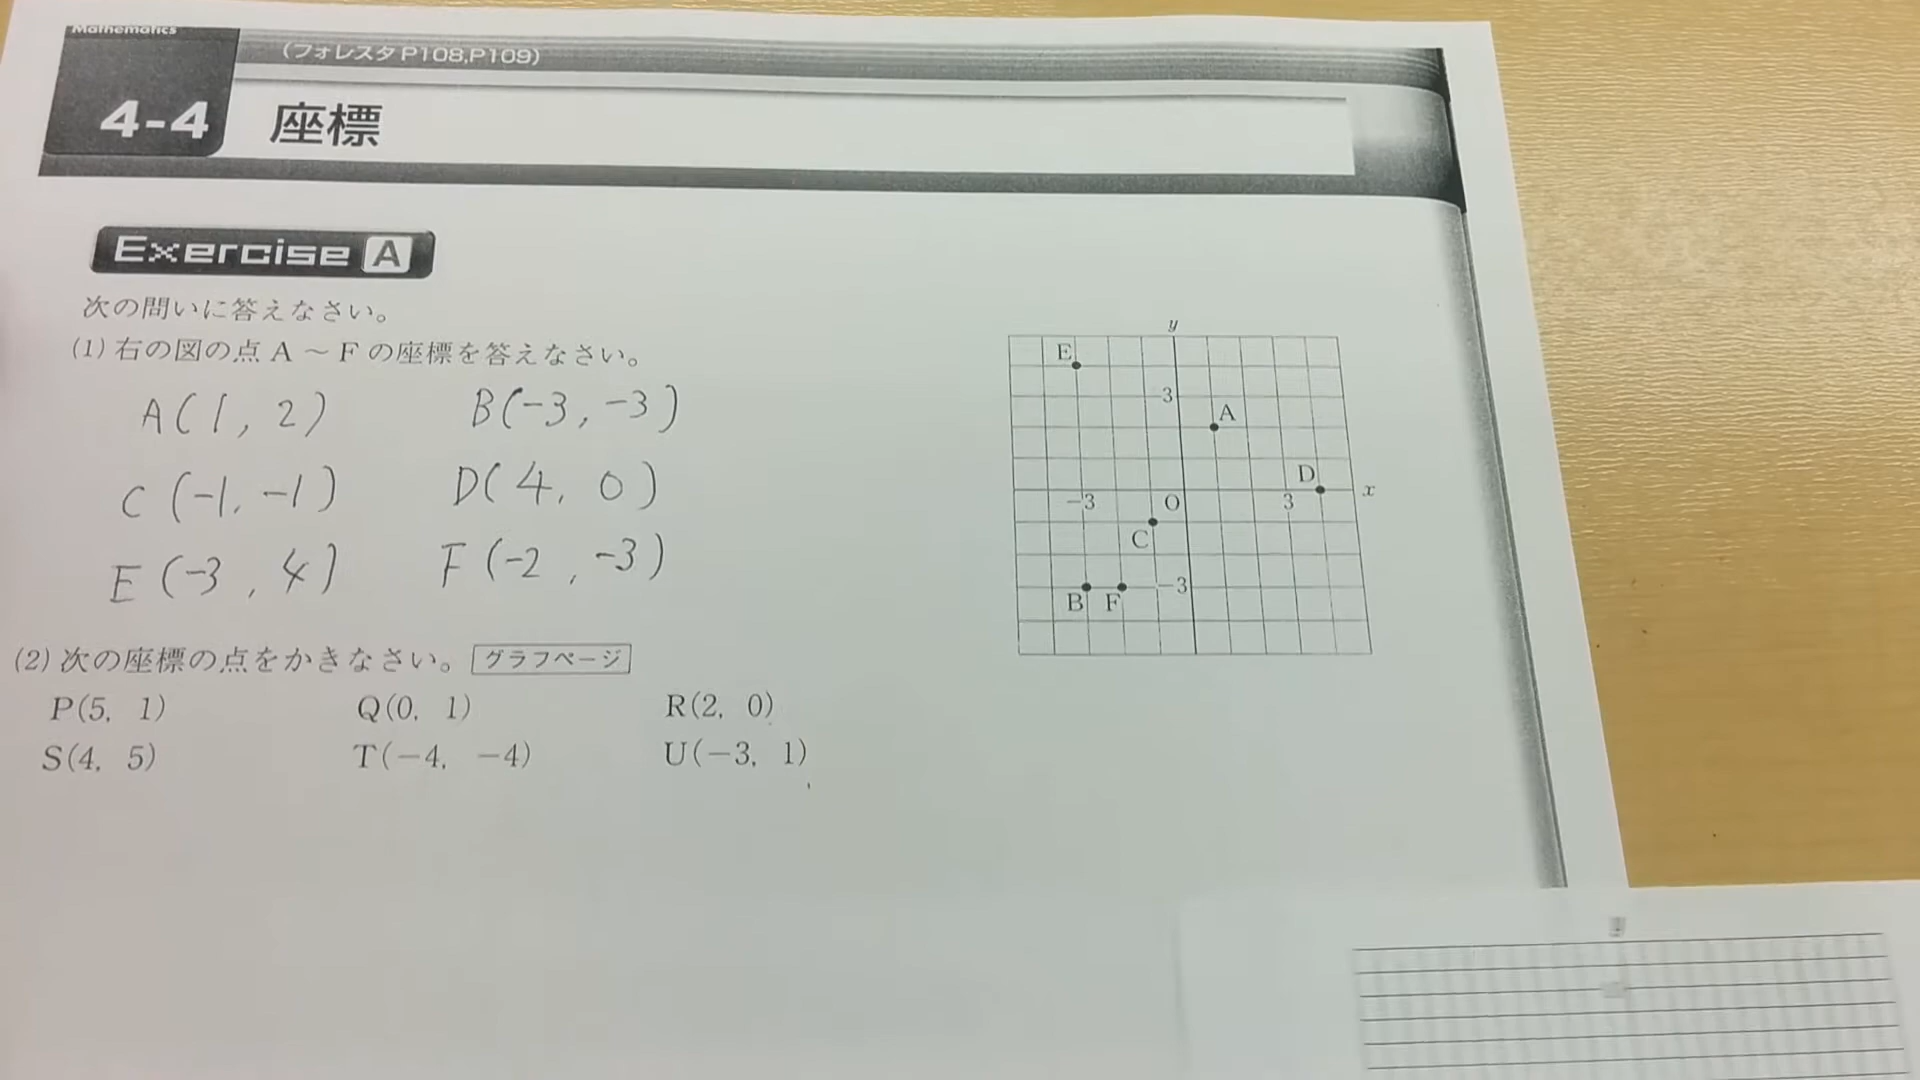 Mathematics
(フォレスタ P108,P109)
4-4 座標
Exercise A
次の問いに答えなさい。
(1) 右の図の点 A ～ F の座標を答えなさい。
A(1, 2) B(-3, -3)
C(-1, -1) D(4, 0)
E(-3, 4) F(-2, -3)
y
E
3
A
D
-3 O 3 x
C
-3
B F
(2) 次の座標の点をかきなさい。 グラフページ
P(5, 1) Q(0, 1) R(2, 0)
S(4, 5) T(-4, -4) U(-3, 1)